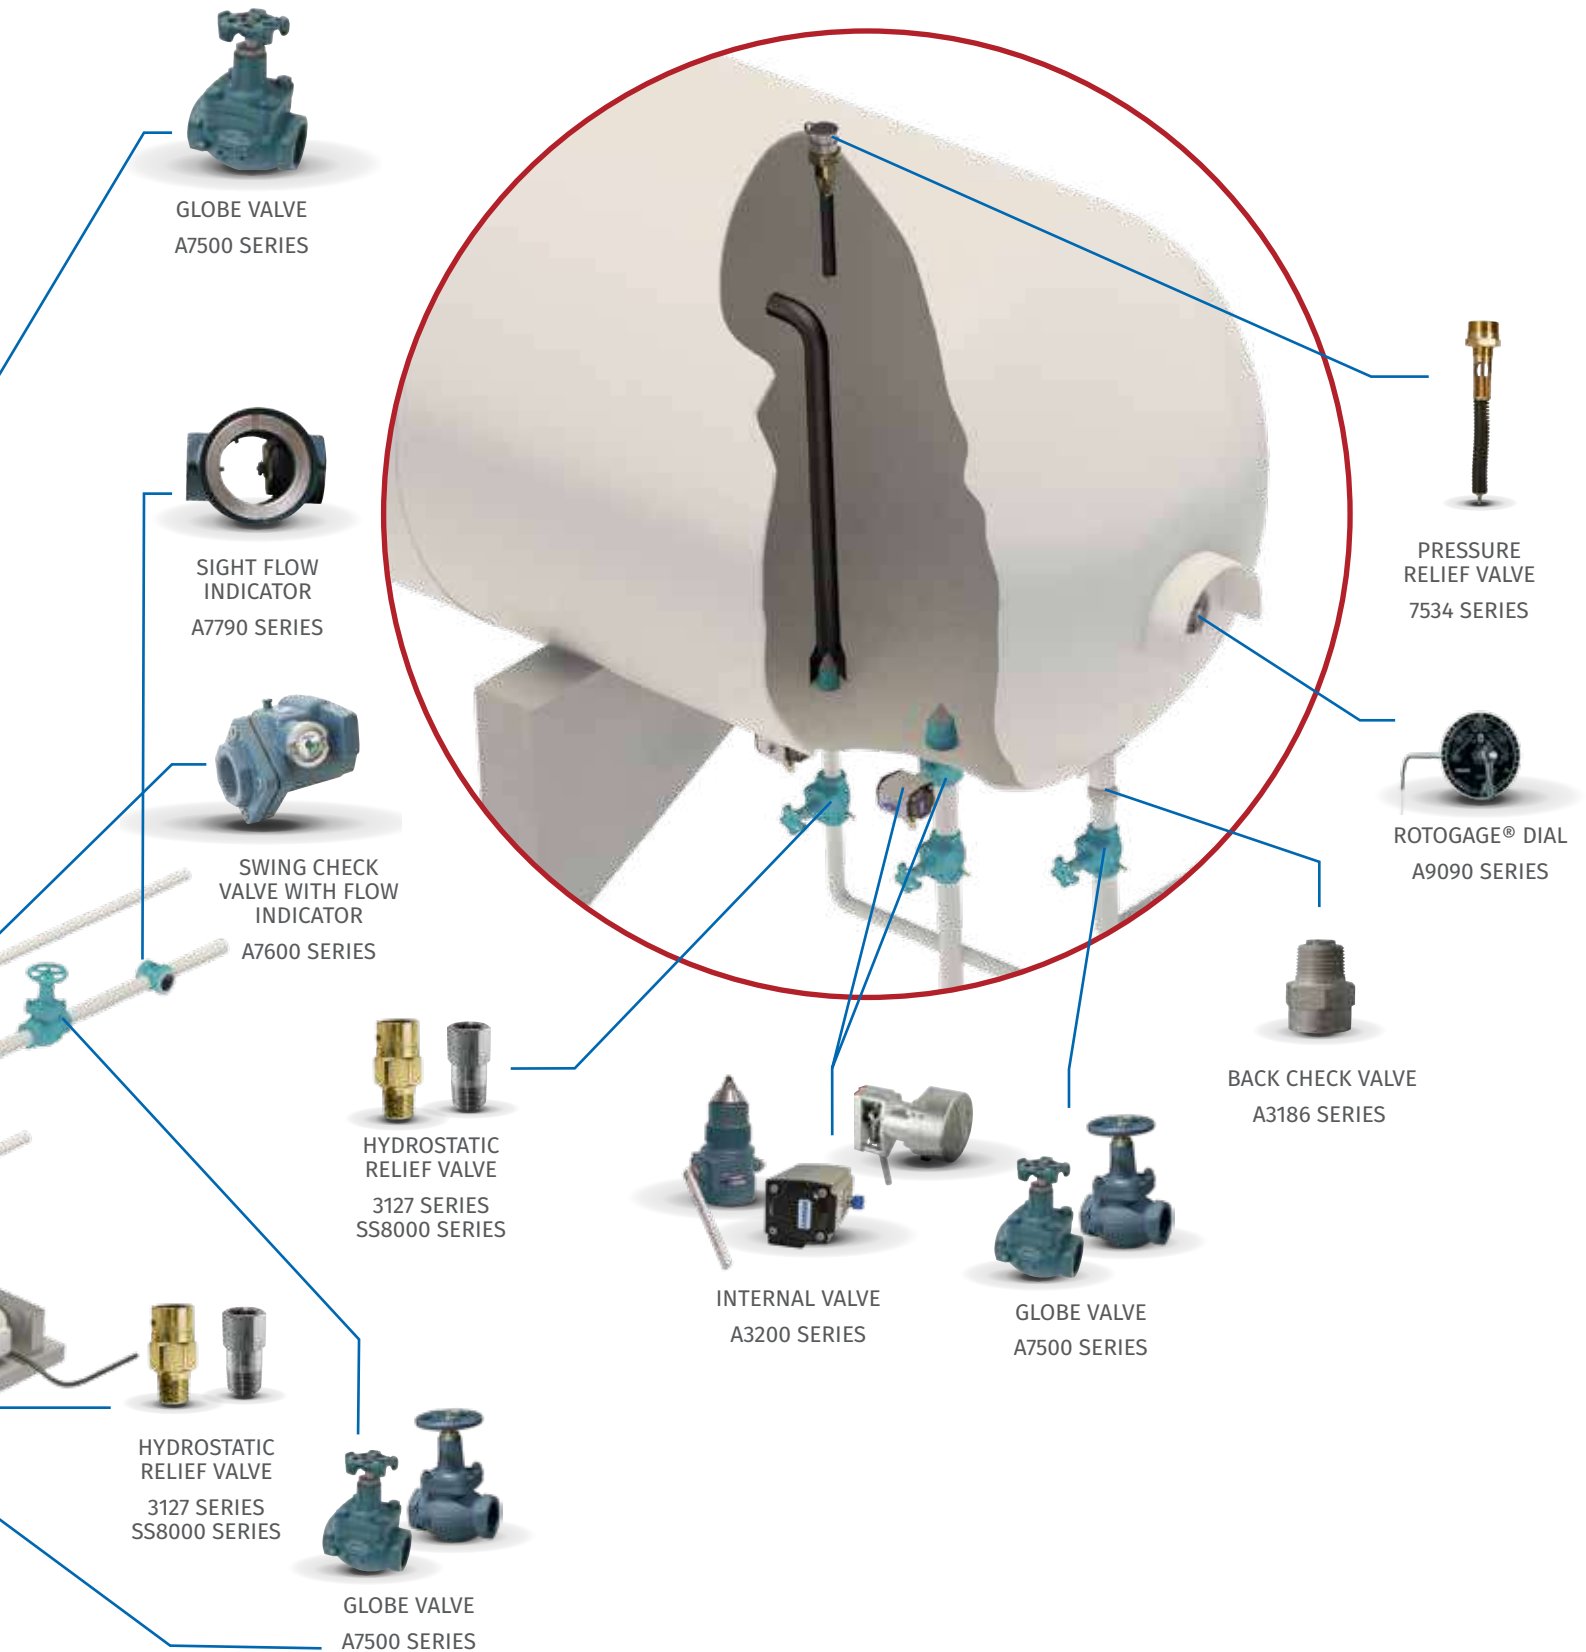 GLOBE VALVE
A7500 SERIES
SIGHT FLOW
INDICATOR
A7790 SERIES
SWING CHECK
VALVE WITH FLOW
INDICATOR
A7600 SERIES
PRESSURE
RELIEF VALVE
7534 SERIES
ROTOGAGE® DIAL
A9090 SERIES
BACK CHECK VALVE
A3186 SERIES
HYDROSTATIC
RELIEF VALVE
3127 SERIES
SS8000 SERIES
INTERNAL VALVE
A3200 SERIES
GLOBE VALVE
A7500 SERIES
HYDROSTATIC
RELIEF VALVE
3127 SERIES
SS8000 SERIES
GLOBE VALVE
A7500 SERIES